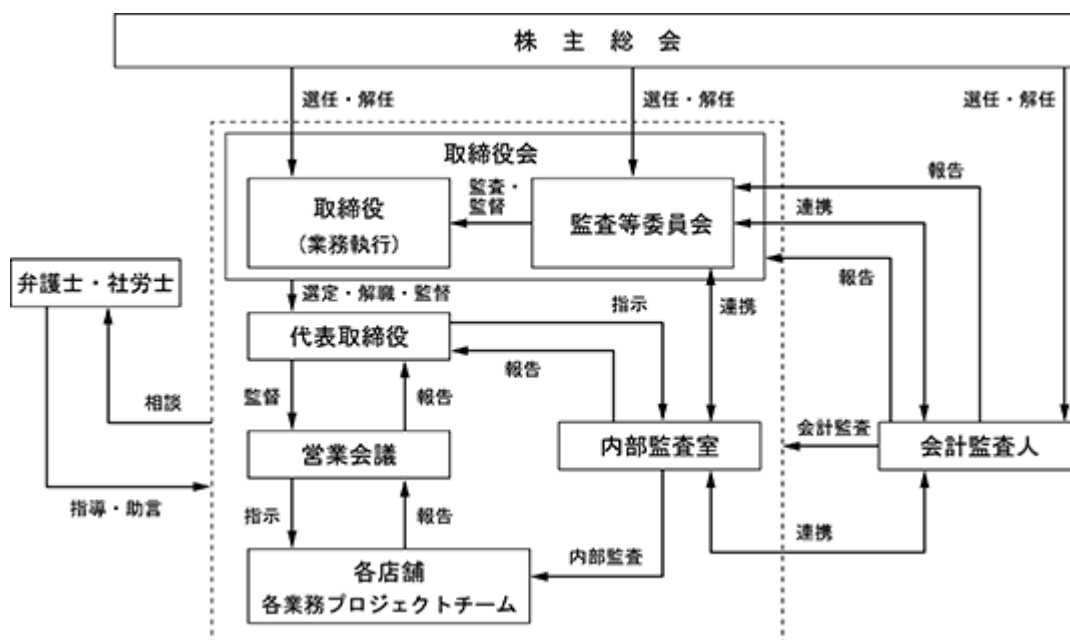 株主総会
選任・解任
選任・解任
選任・解任
取締役会
取締役
(業務執行)
監査・
監督
監査等委員会
報告
連携
報告
弁護士・社労士
選定・解職・監督
指示
連携
代表取締役
報告
監督
報告
相談
会計監査
営業会議
内部監査室
会計監査人
指導・助言
指示
報告
連携
内部監査
各店舗
各業務プロジェクトチーム